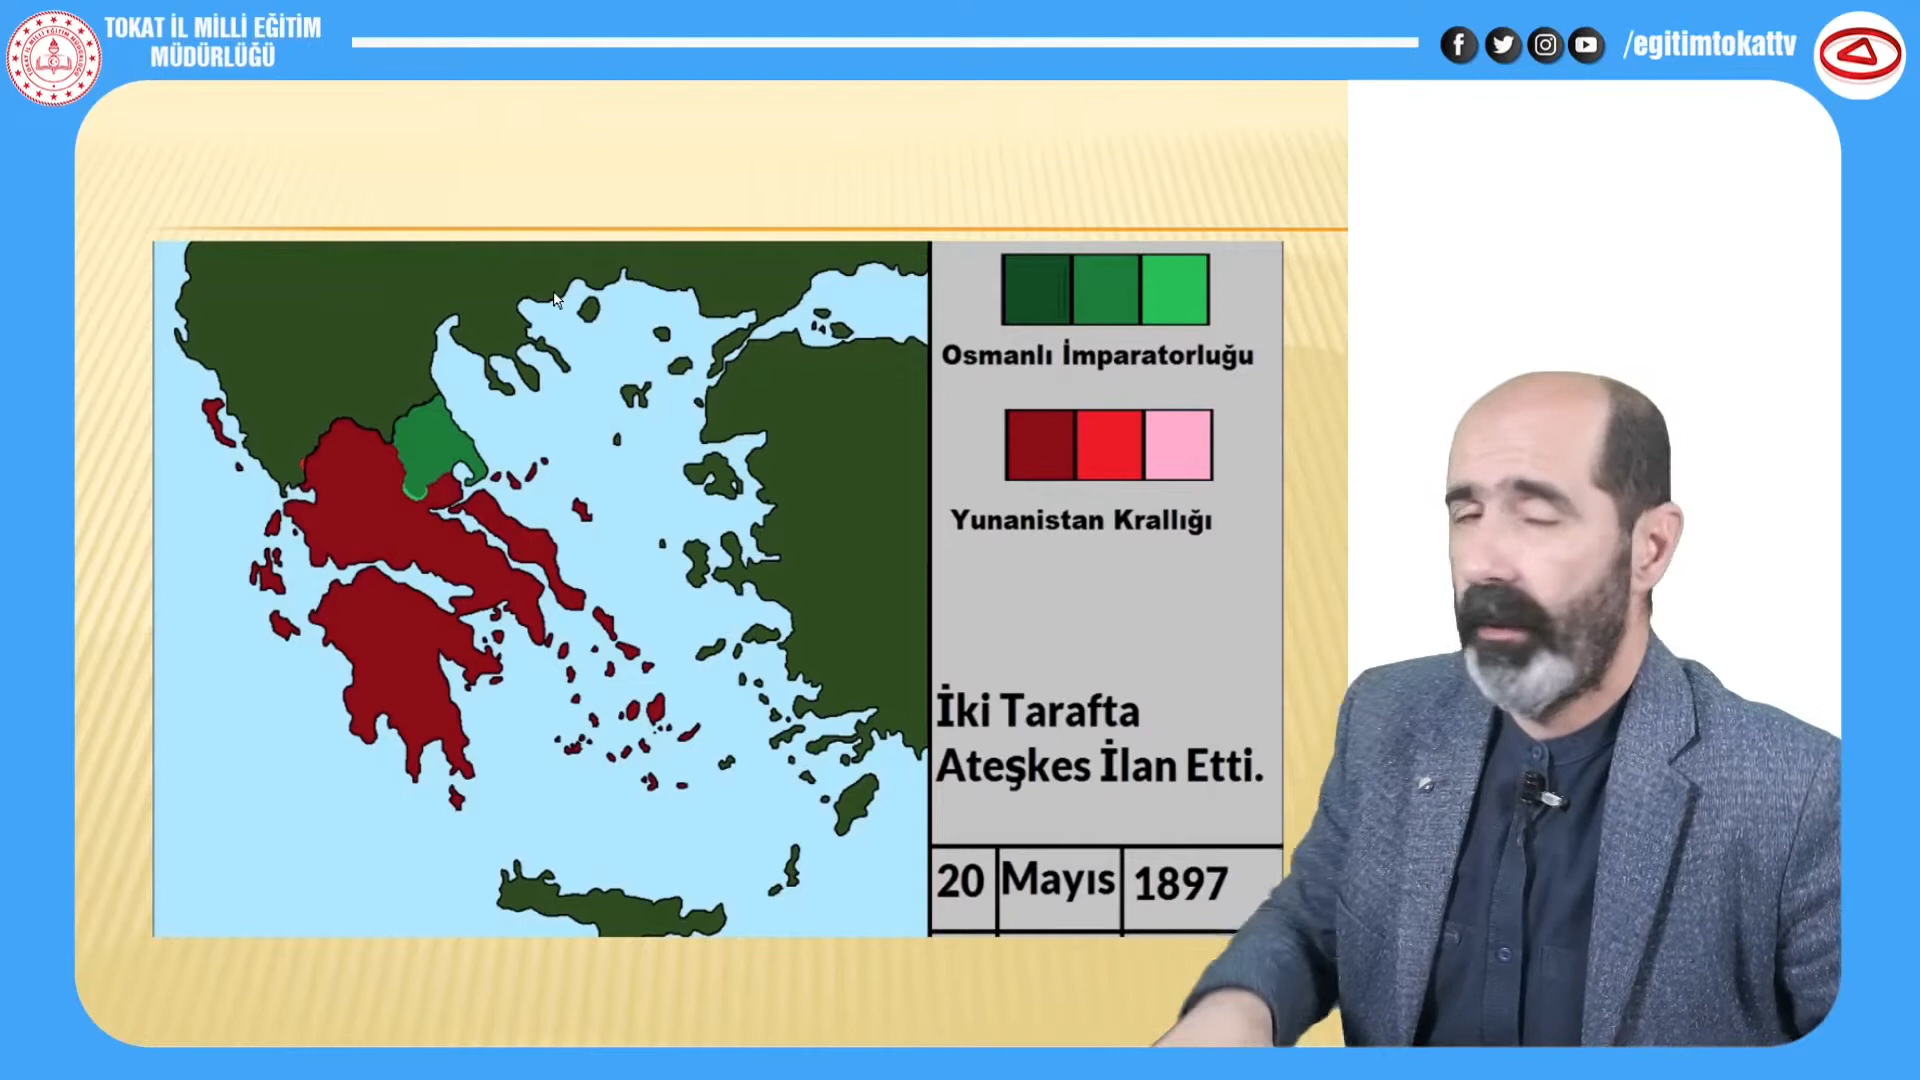 TOKAT İL MİLLİ EĞİTİM
MÜDÜRLÜĞÜ
/egitimtokattv
Osmanlı İmparatorluğu
Yunanistan Krallığı
İki Tarafta
Ateşkes İlan Etti.
20 Mayıs 1897